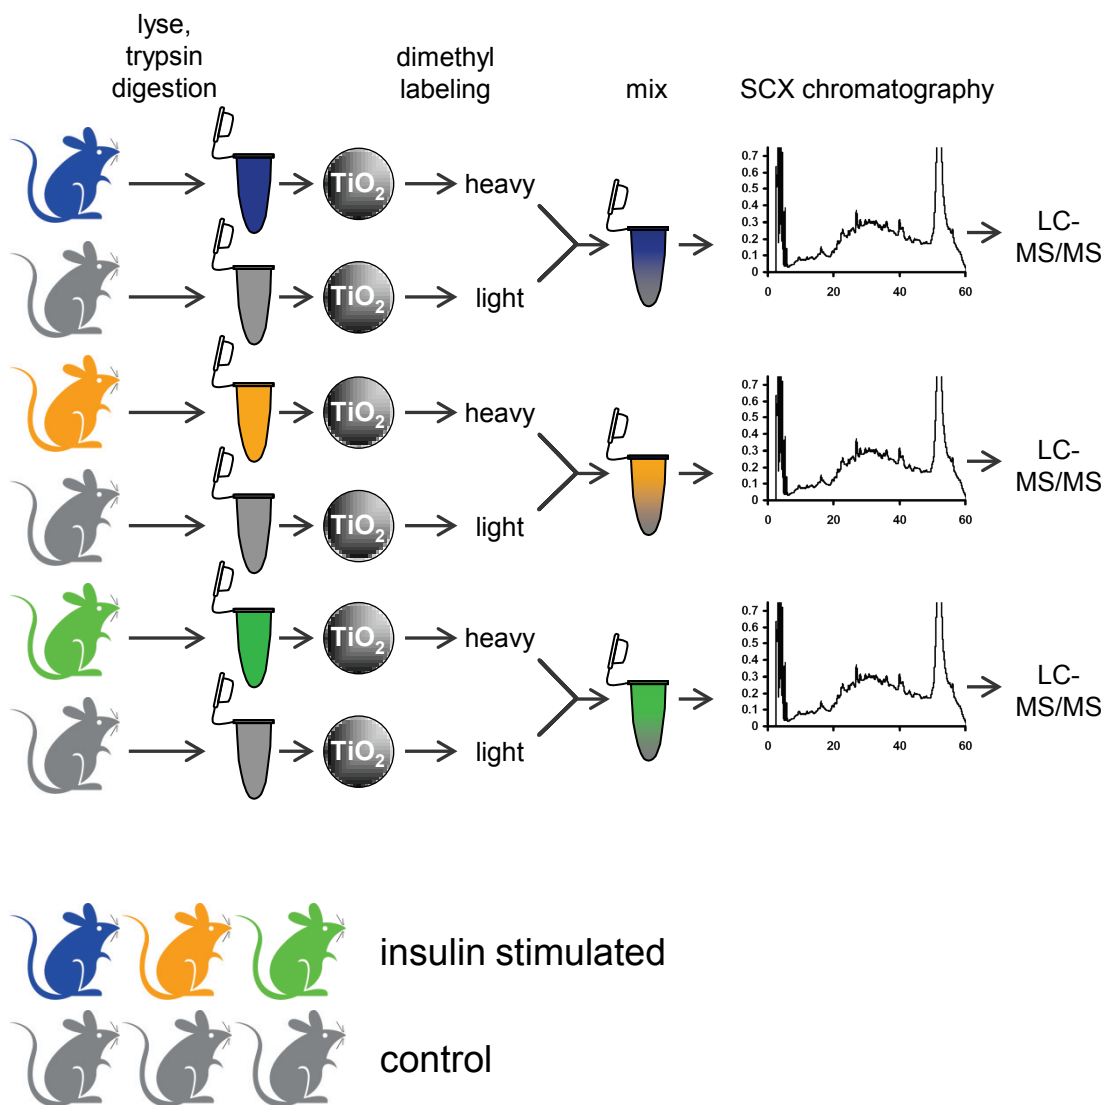 lyse,
trypsin
digestion
dimethyl
labeling
mix
SCX chromatography
TiO2
heavy
TiO2
light
0.7
0.6
0.5
0.4
0.3
0.2
0.1
0
0 20 40 60
LC-
MS/MS
TiO2
heavy
TiO2
light
0.7
0.6
0.5
0.4
0.3
0.2
0.1
0
0 20 40 60
LC-
MS/MS
TiO2
heavy
TiO2
light
0.7
0.6
0.5
0.4
0.3
0.2
0.1
0
0 20 40 60
LC-
MS/MS
insulin stimulated
control